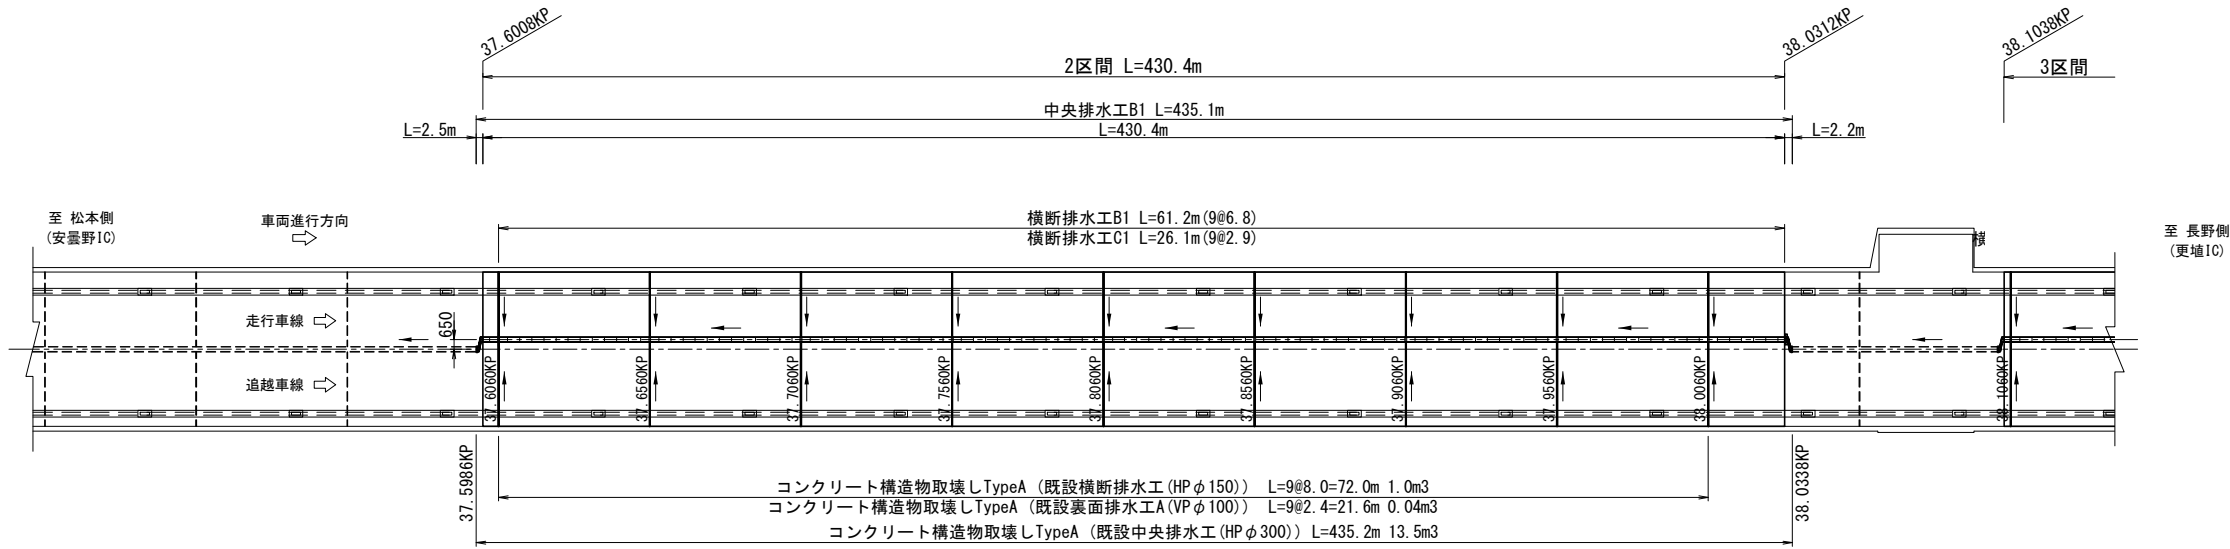 37.6008KP
38.0312KP
38.1038KP
2区間 L=430.4m
3区間
中央排水工B1 L=435.1m
L=2.5m
L=430.4m
L=2.2m
至 松本側
(安曇野IC)
車両進行方向
横断排水工B1 L=61.2m(9@6.8)
横断排水工C1 L=26.1m(9@2.9)
横
至 長野側
(更埴IC)
走行車線
650
追越車線
37.6060KP
37.6560KP
37.7060KP
37.7560KP
37.8060KP
37.8560KP
37.9060KP
37.9560KP
38.0060KP
38.1060KP
37.5986KP
38.0338KP
コンクリート構造物取壊しTypeA (既設横断排水工(HPφ150)) L=9@8.0=72.0m 1.0m3
コンクリート構造物取壊しTypeA (既設裏面排水工A(VPφ100)) L=9@2.4=21.6m 0.04m3
コンクリート構造物取壊しTypeA (既設中央排水工(HPφ300)) L=435.2m 13.5m3